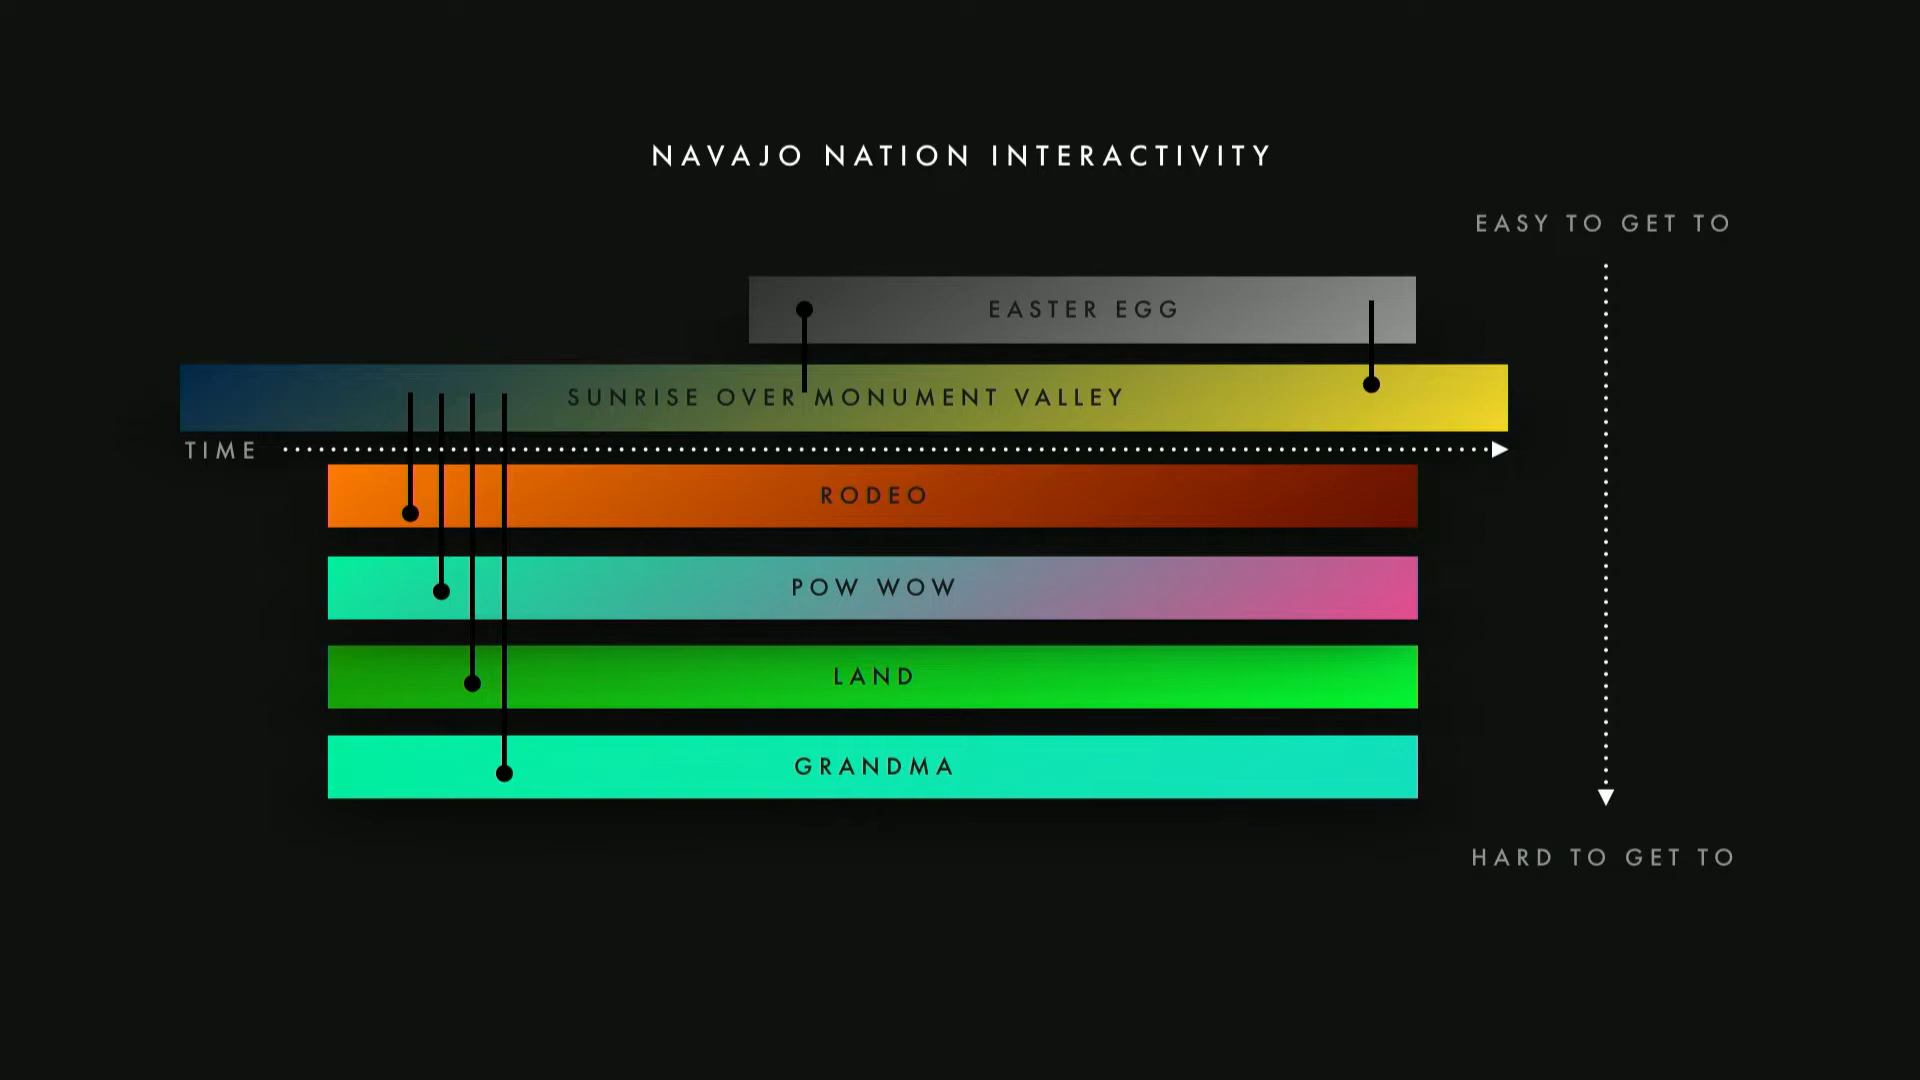 NAVAJO NATION INTERACTIVITY
EASY TO GET TO
EASTER EGG
SUNRISE OVER MONUMENT VALLEY
TIME
RODEO
POW WOW
LAND
GRANDMA
HARD TO GET TO